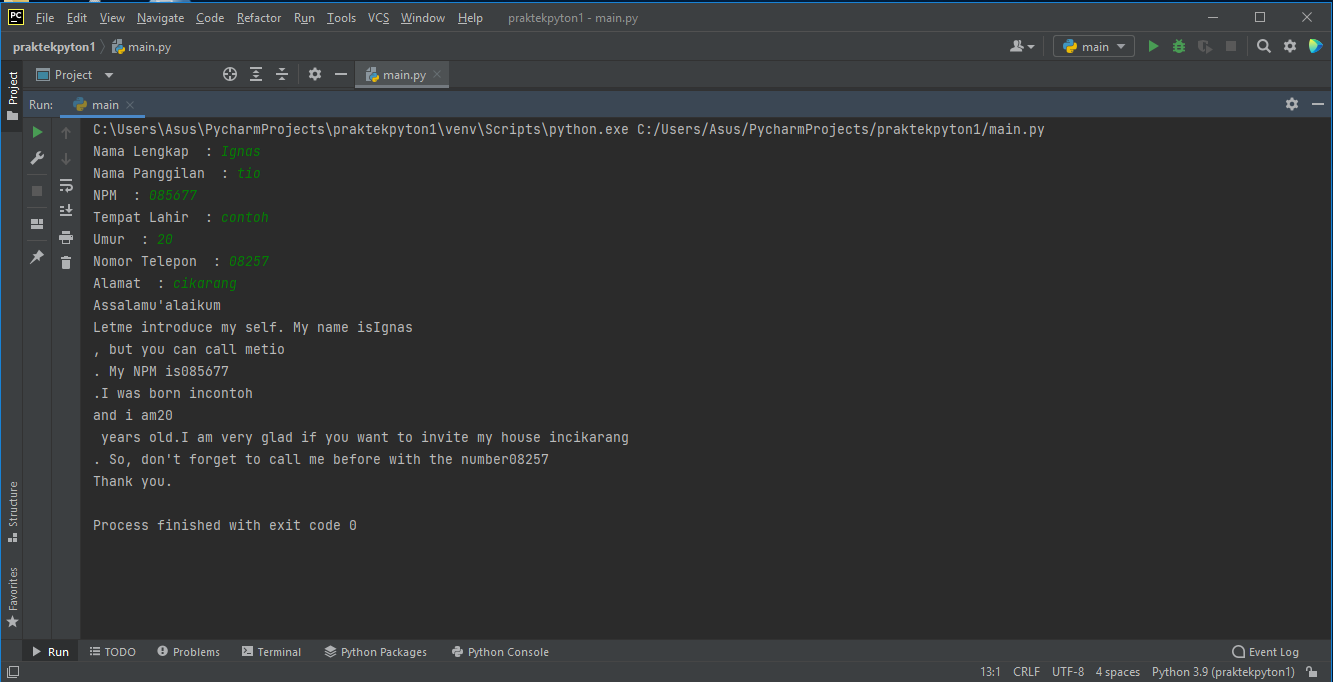 PC File Edit View Navigate Code Refactor Run Tools VCS Window Help praktekpyton1 - main.py
praktekpyton1 main.py main
Project Project main.py
Run: main
C:\Users\Asus\PycharmProjects\praktekpyton1\venv\Scripts\python.exe C:/Users/Asus/PycharmProjects/praktekpyton1/main.py
Nama Lengkap  : Ignas
Nama Panggilan  : tio
NPM  : 085677
Tempat Lahir  : contoh
Umur  : 20
Nomor Telepon  : 08257
Alamat  : cikarang
Assalamu'alaikum
Letme introduce my self. My name isIgnas
, but you can call metio
. My NPM is085677
.I was born incontoh
and i am20
 years old.I am very glad if you want to invite my house incikarang
. So, don't forget to call me before with the number08257
Thank you.
Process finished with exit code 0
Structure
Favorites
Run TODO Problems Terminal Python Packages Python Console Event Log
13:1 CRLF UTF-8 4 spaces Python 3.9 (praktekpyton1)